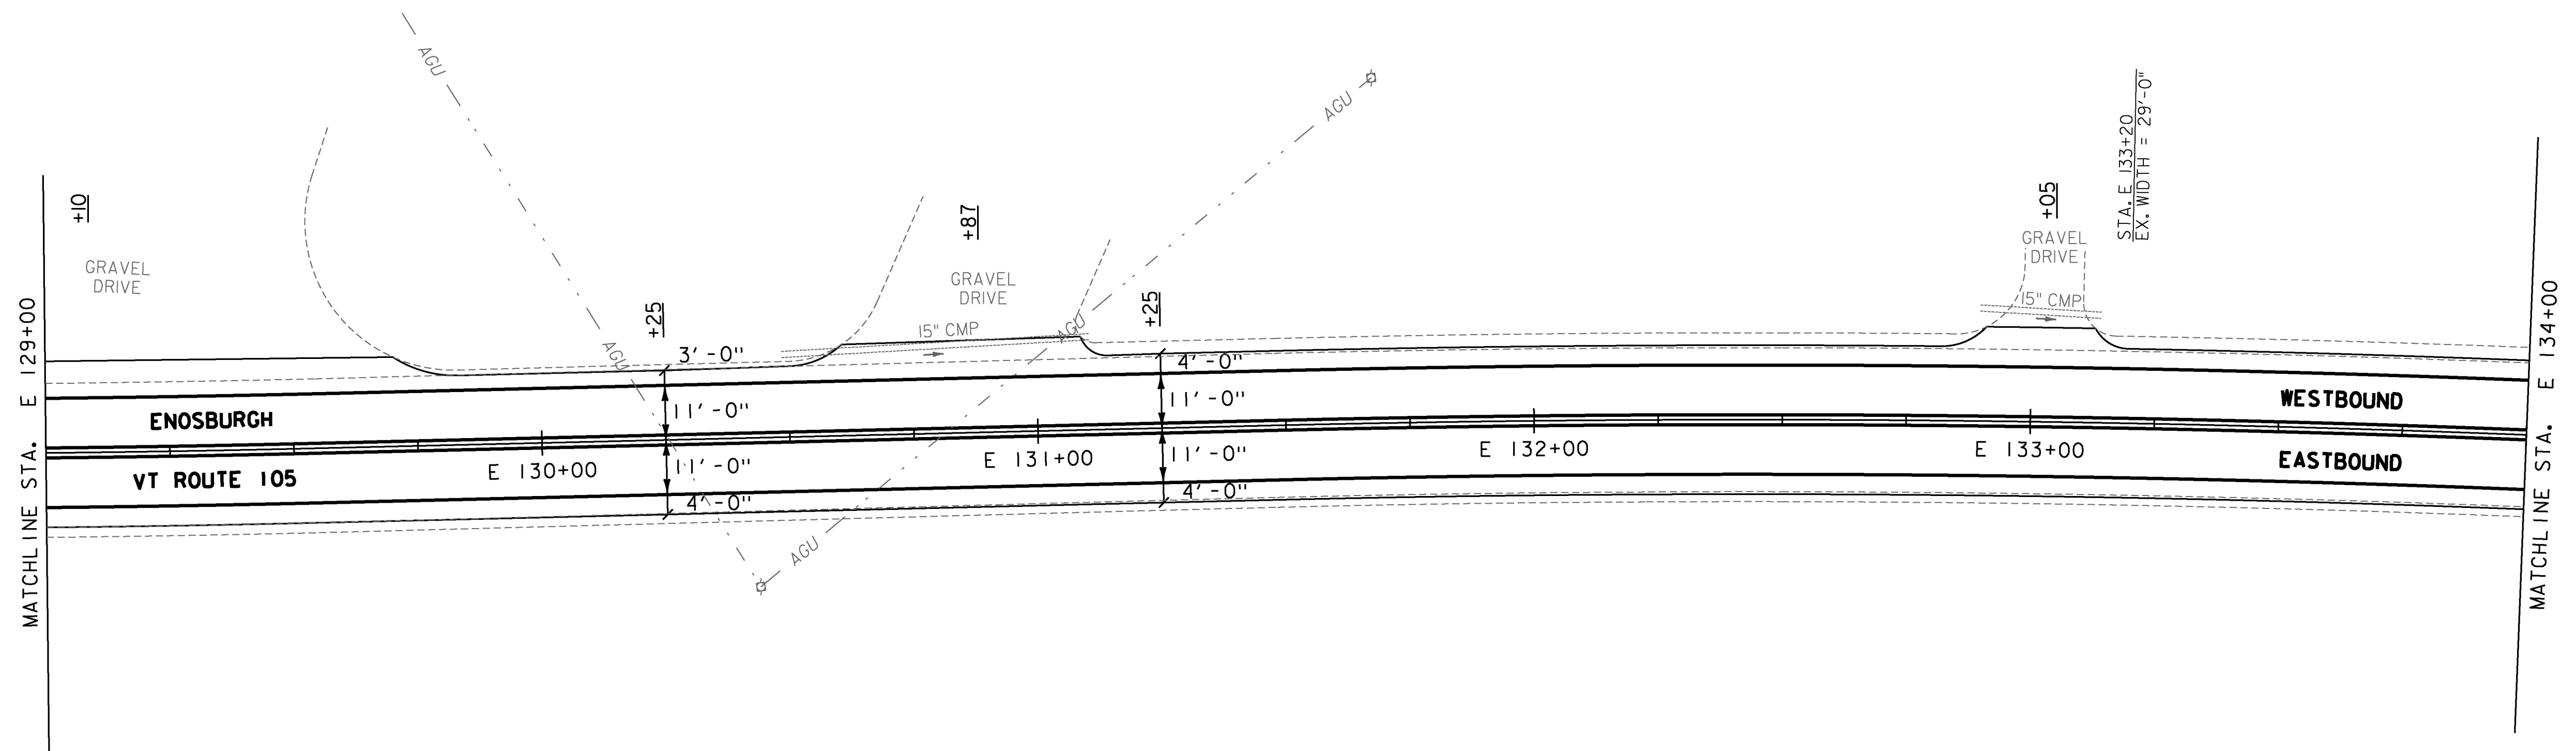 AGU
AGU
STA. E 133+20
EX. WIDTH = 29'-0"
+10
+87
+05
GRAVEL
DRIVE
GRAVEL
DRIVE
GRAVEL
DRIVE
+25
+25
15" CMP
AGU
15" CMP
MATCHLINE STA. E 129+00
MATCHLINE STA. E 134+00
AGU
3'-0"
4'-0"
11'-0"
11'-0"
ENOSBURGH
WESTBOUND
VT ROUTE 105
E 130+00
11'-0"
E 131+00
11'-0"
E 132+00
E 133+00
EASTBOUND
4'-0"
4'-0"
AGU